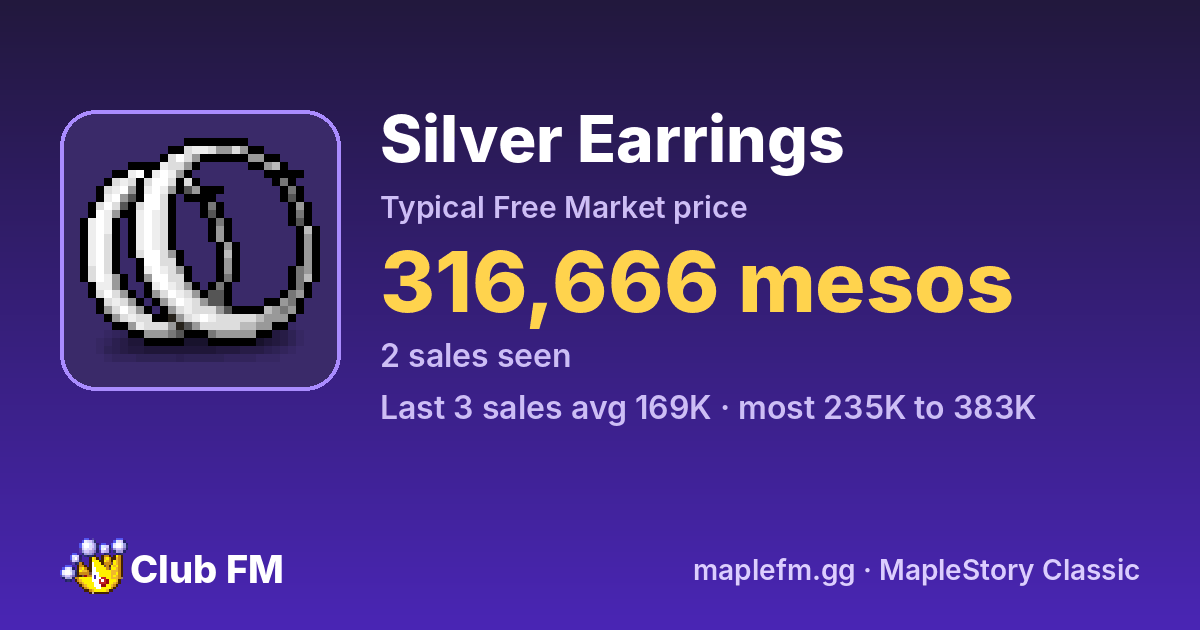 Silver Earrings
Typical Free Market price
316,666 mesos
2 sales seen
Last 3 sales avg 169K · most 235K to 383K
Club FM
maplefm.gg · MapleStory Classic